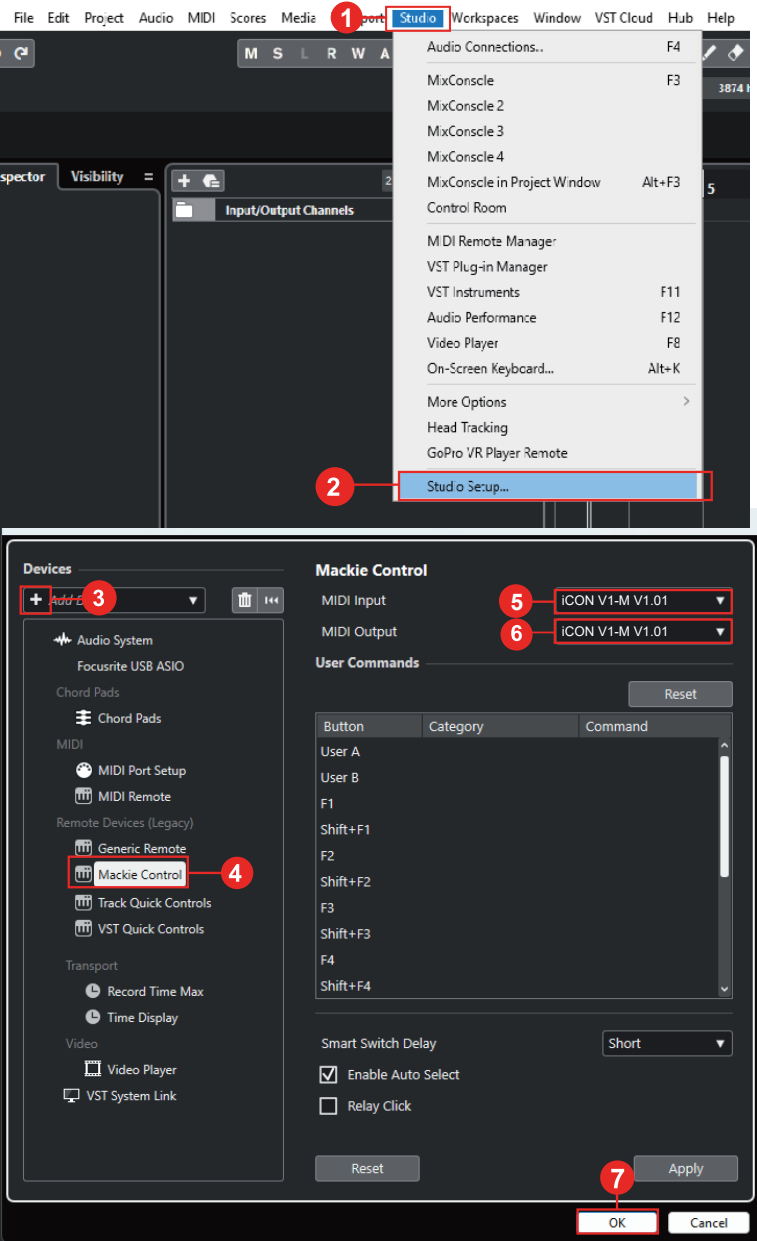 File Edit Project Audio MIDI Scores Media 1 port Studio Workspaces Window VST Cloud Hub Help
M S L R W A
Audio Connections... F4
3874
MixConsole F3
MixConsole 2
MixConsole 3
MixConsole 4
spector Visibility
2
MixConsole in Project Window Alt+F3
5
Input/Output Channels
Control Room
MIDI Remote Manager
VST Plug-in Manager
VST Instruments F11
Audio Performance F12
Video Player F8
On-Screen Keyboard... Alt+K
More Options >
Head Tracking
GoPro VR Player Remote
2 Studio Setup...
Devices
+ Add 3
Audio System
Focusrite USB ASIO
Chord Pads
Chord Pads
MIDI
MIDI Port Setup
MIDI Remote
Remote Devices (Legacy)
Generic Remote
Mackie Control 4
Track Quick Controls
VST Quick Controls
Transport
Record Time Max
Time Display
Video
Video Player
VST System Link
Mackie Control
MIDI Input 5 iCON V1-M V1.01
MIDI Output 6 iCON V1-M V1.01
User Commands
Reset
Button Category Command
User A
User B
F1
Shift+F1
F2
Shift+F2
F3
Shift+F3
F4
Shift+F4
Smart Switch Delay Short
Enable Auto Select
Relay Click
Reset 7 Apply
OK Cancel